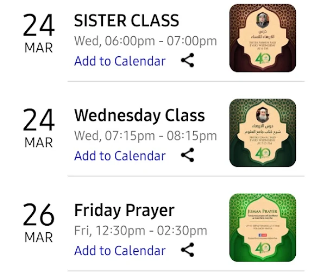 24
MAR
SISTER CLASS
Wed, 06:00pm - 07:00pm
Add to Calendar
24
MAR
Wednesday Class
Wed, 07:15pm - 08:15pm
Add to Calendar
26
MAR
Friday Prayer
Fri, 12:30pm - 02:30pm
Add to Calendar